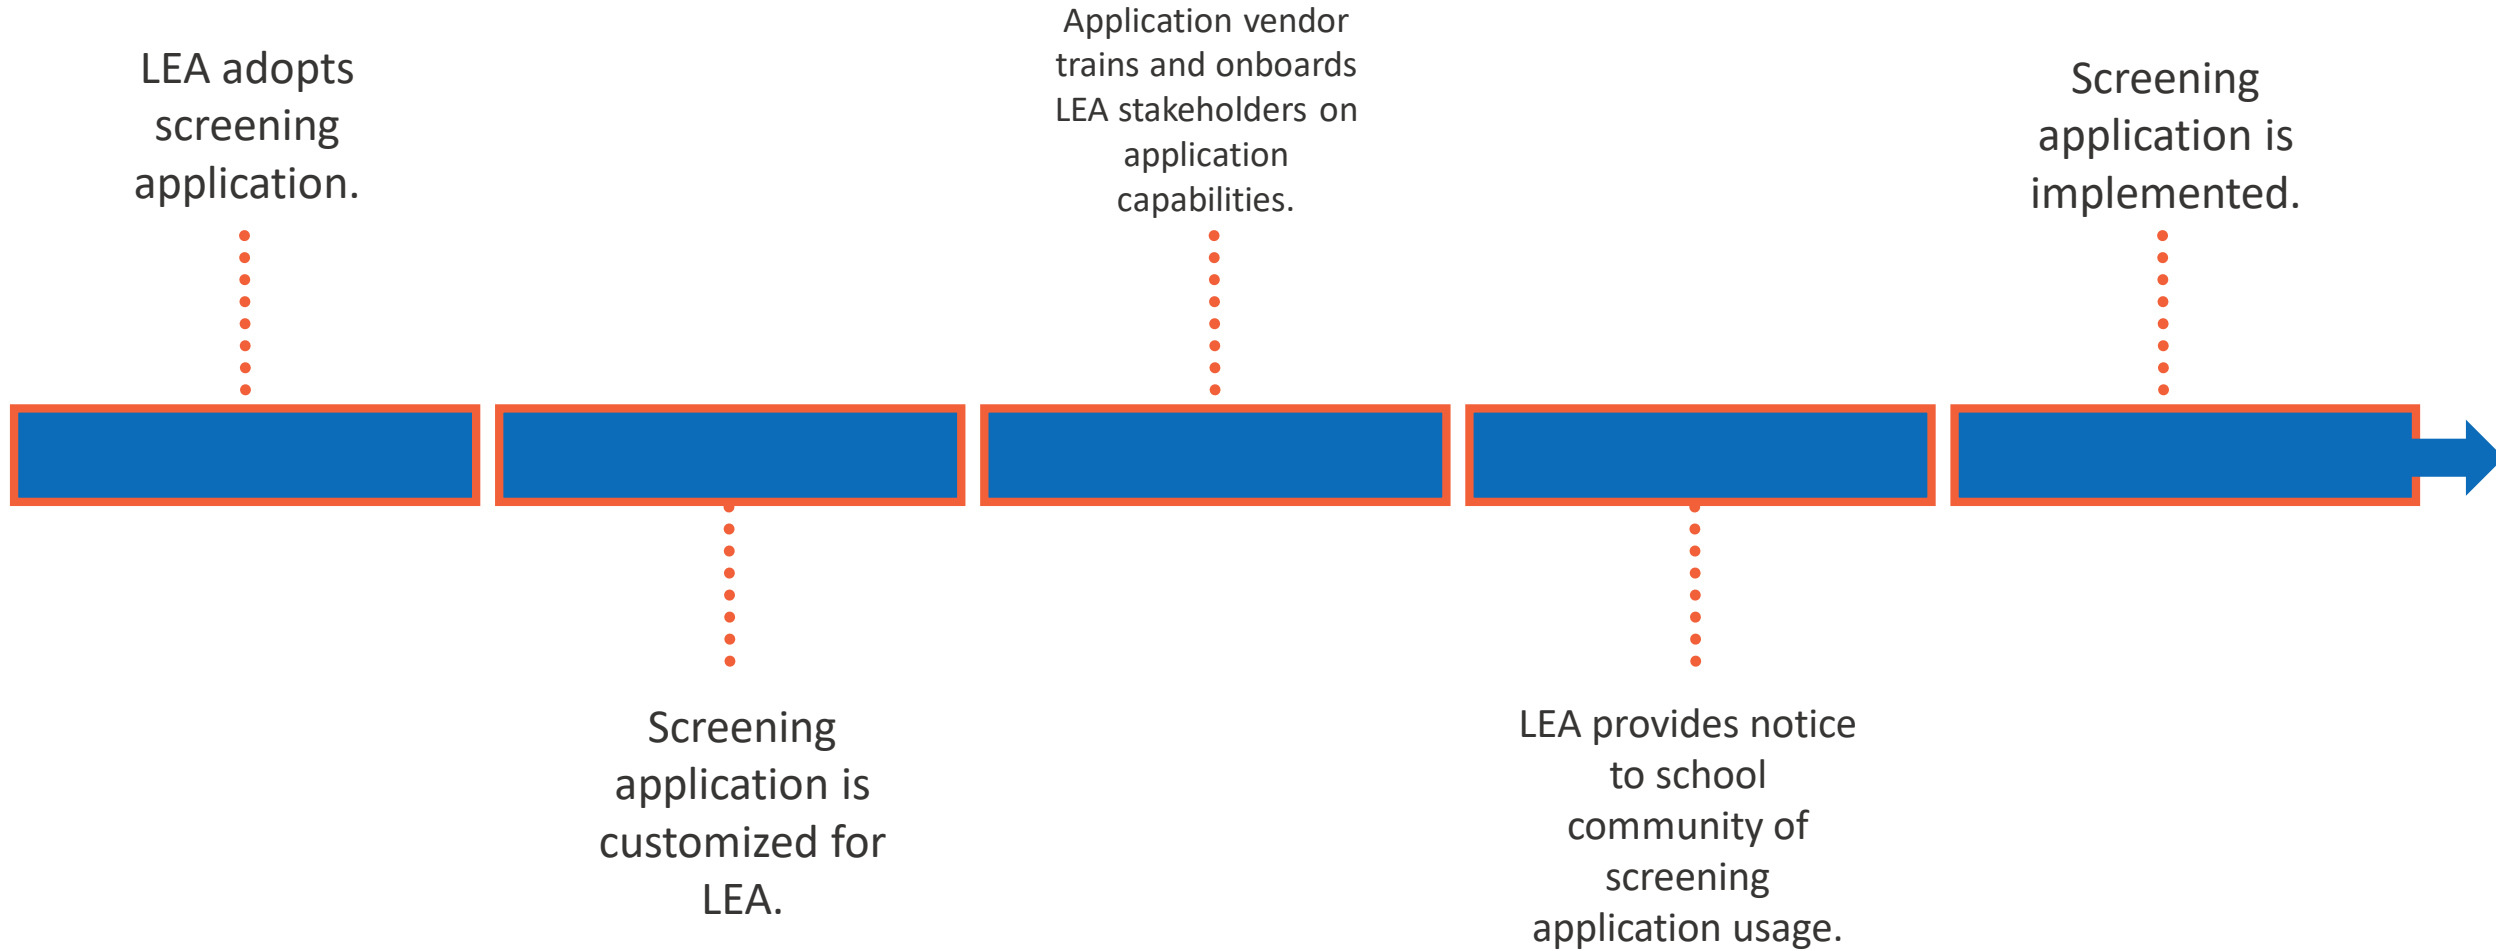 LEA adopts
screening
application.
Screening
application is
customized for
LEA.
Application vendor
trains and onboards
LEA stakeholders on
application
capabilities.
LEA provides notice
to school
community of
screening
application usage.
Screening
application is
implemented.